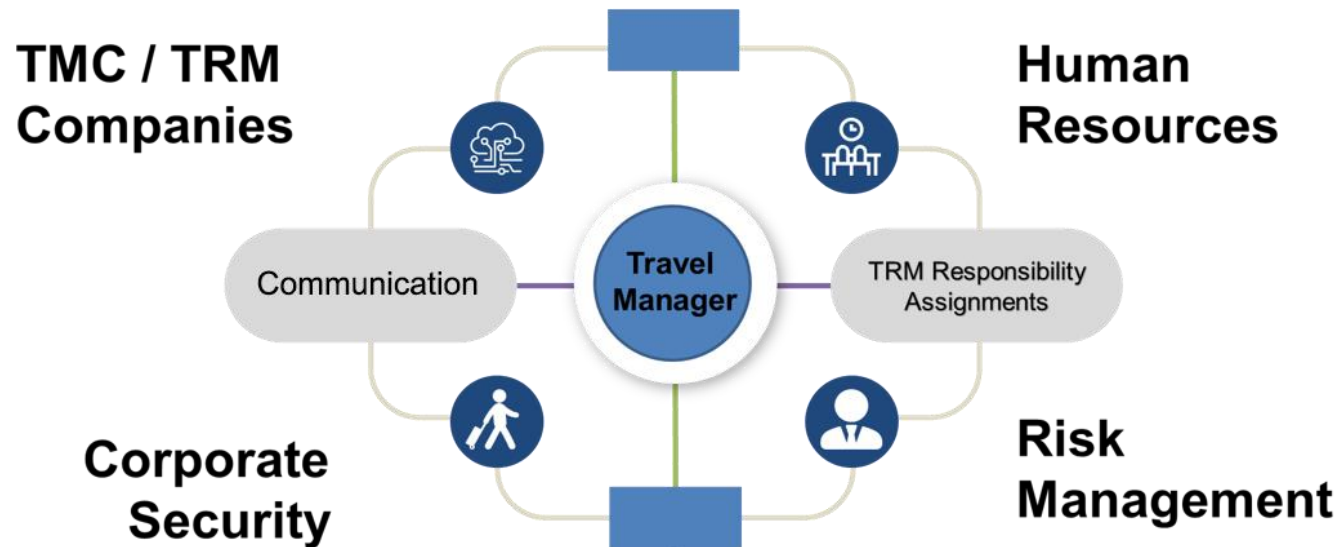 TMC / TRM
Companies
Human
Resources
Communication
Travel
Manager
TRM Responsibility
Assignments
Corporate
Security
Risk
Management